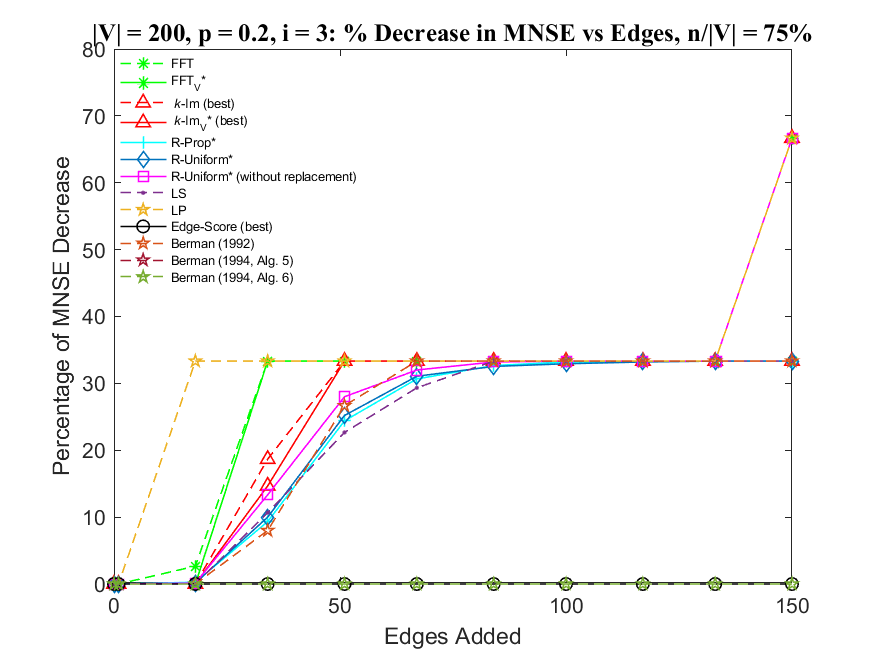 |V| = 200, p = 0.2, i = 3: % Decrease in MNSE vs Edges, n/|V| = 75%
80
70
60
50
40
30
20
10
0
Percentage of MNSE Decrease
FFT
FFT_V*
k-lm (best)
k-lm_V* (best)
R-Prop*
R-Uniform*
R-Uniform* (without replacement)
LS
LP
Edge-Score (best)
Berman (1992)
Berman (1994, Alg. 5)
Berman (1994, Alg. 6)
0
50
100
150
Edges Added